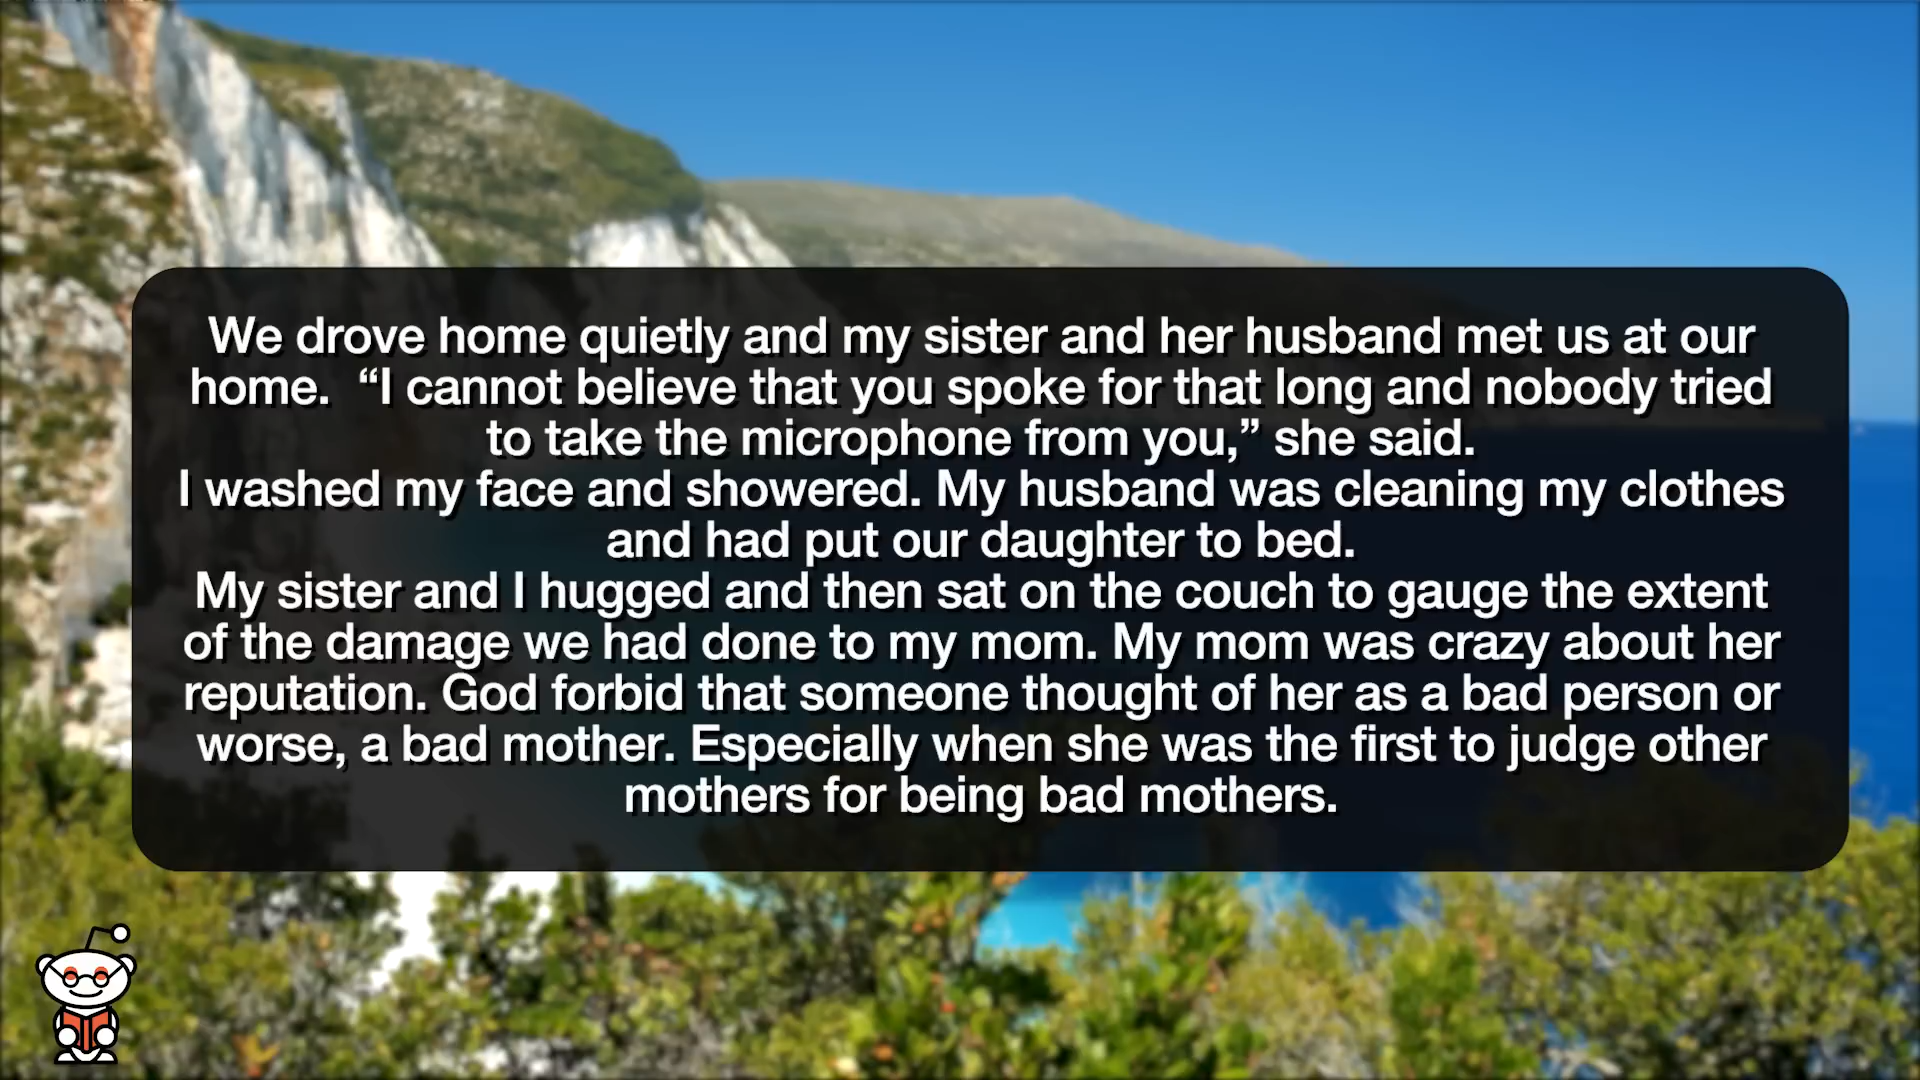 We drove home quietly and my sister and her husband met us at our
home.  “I cannot believe that you spoke for that long and nobody tried
to take the microphone from you,” she said.
I washed my face and showered. My husband was cleaning my clothes
and had put our daughter to bed.
My sister and I hugged and then sat on the couch to gauge the extent
of the damage we had done to my mom. My mom was crazy about her
reputation. God forbid that someone thought of her as a bad person or
worse, a bad mother. Especially when she was the first to judge other
mothers for being bad mothers.